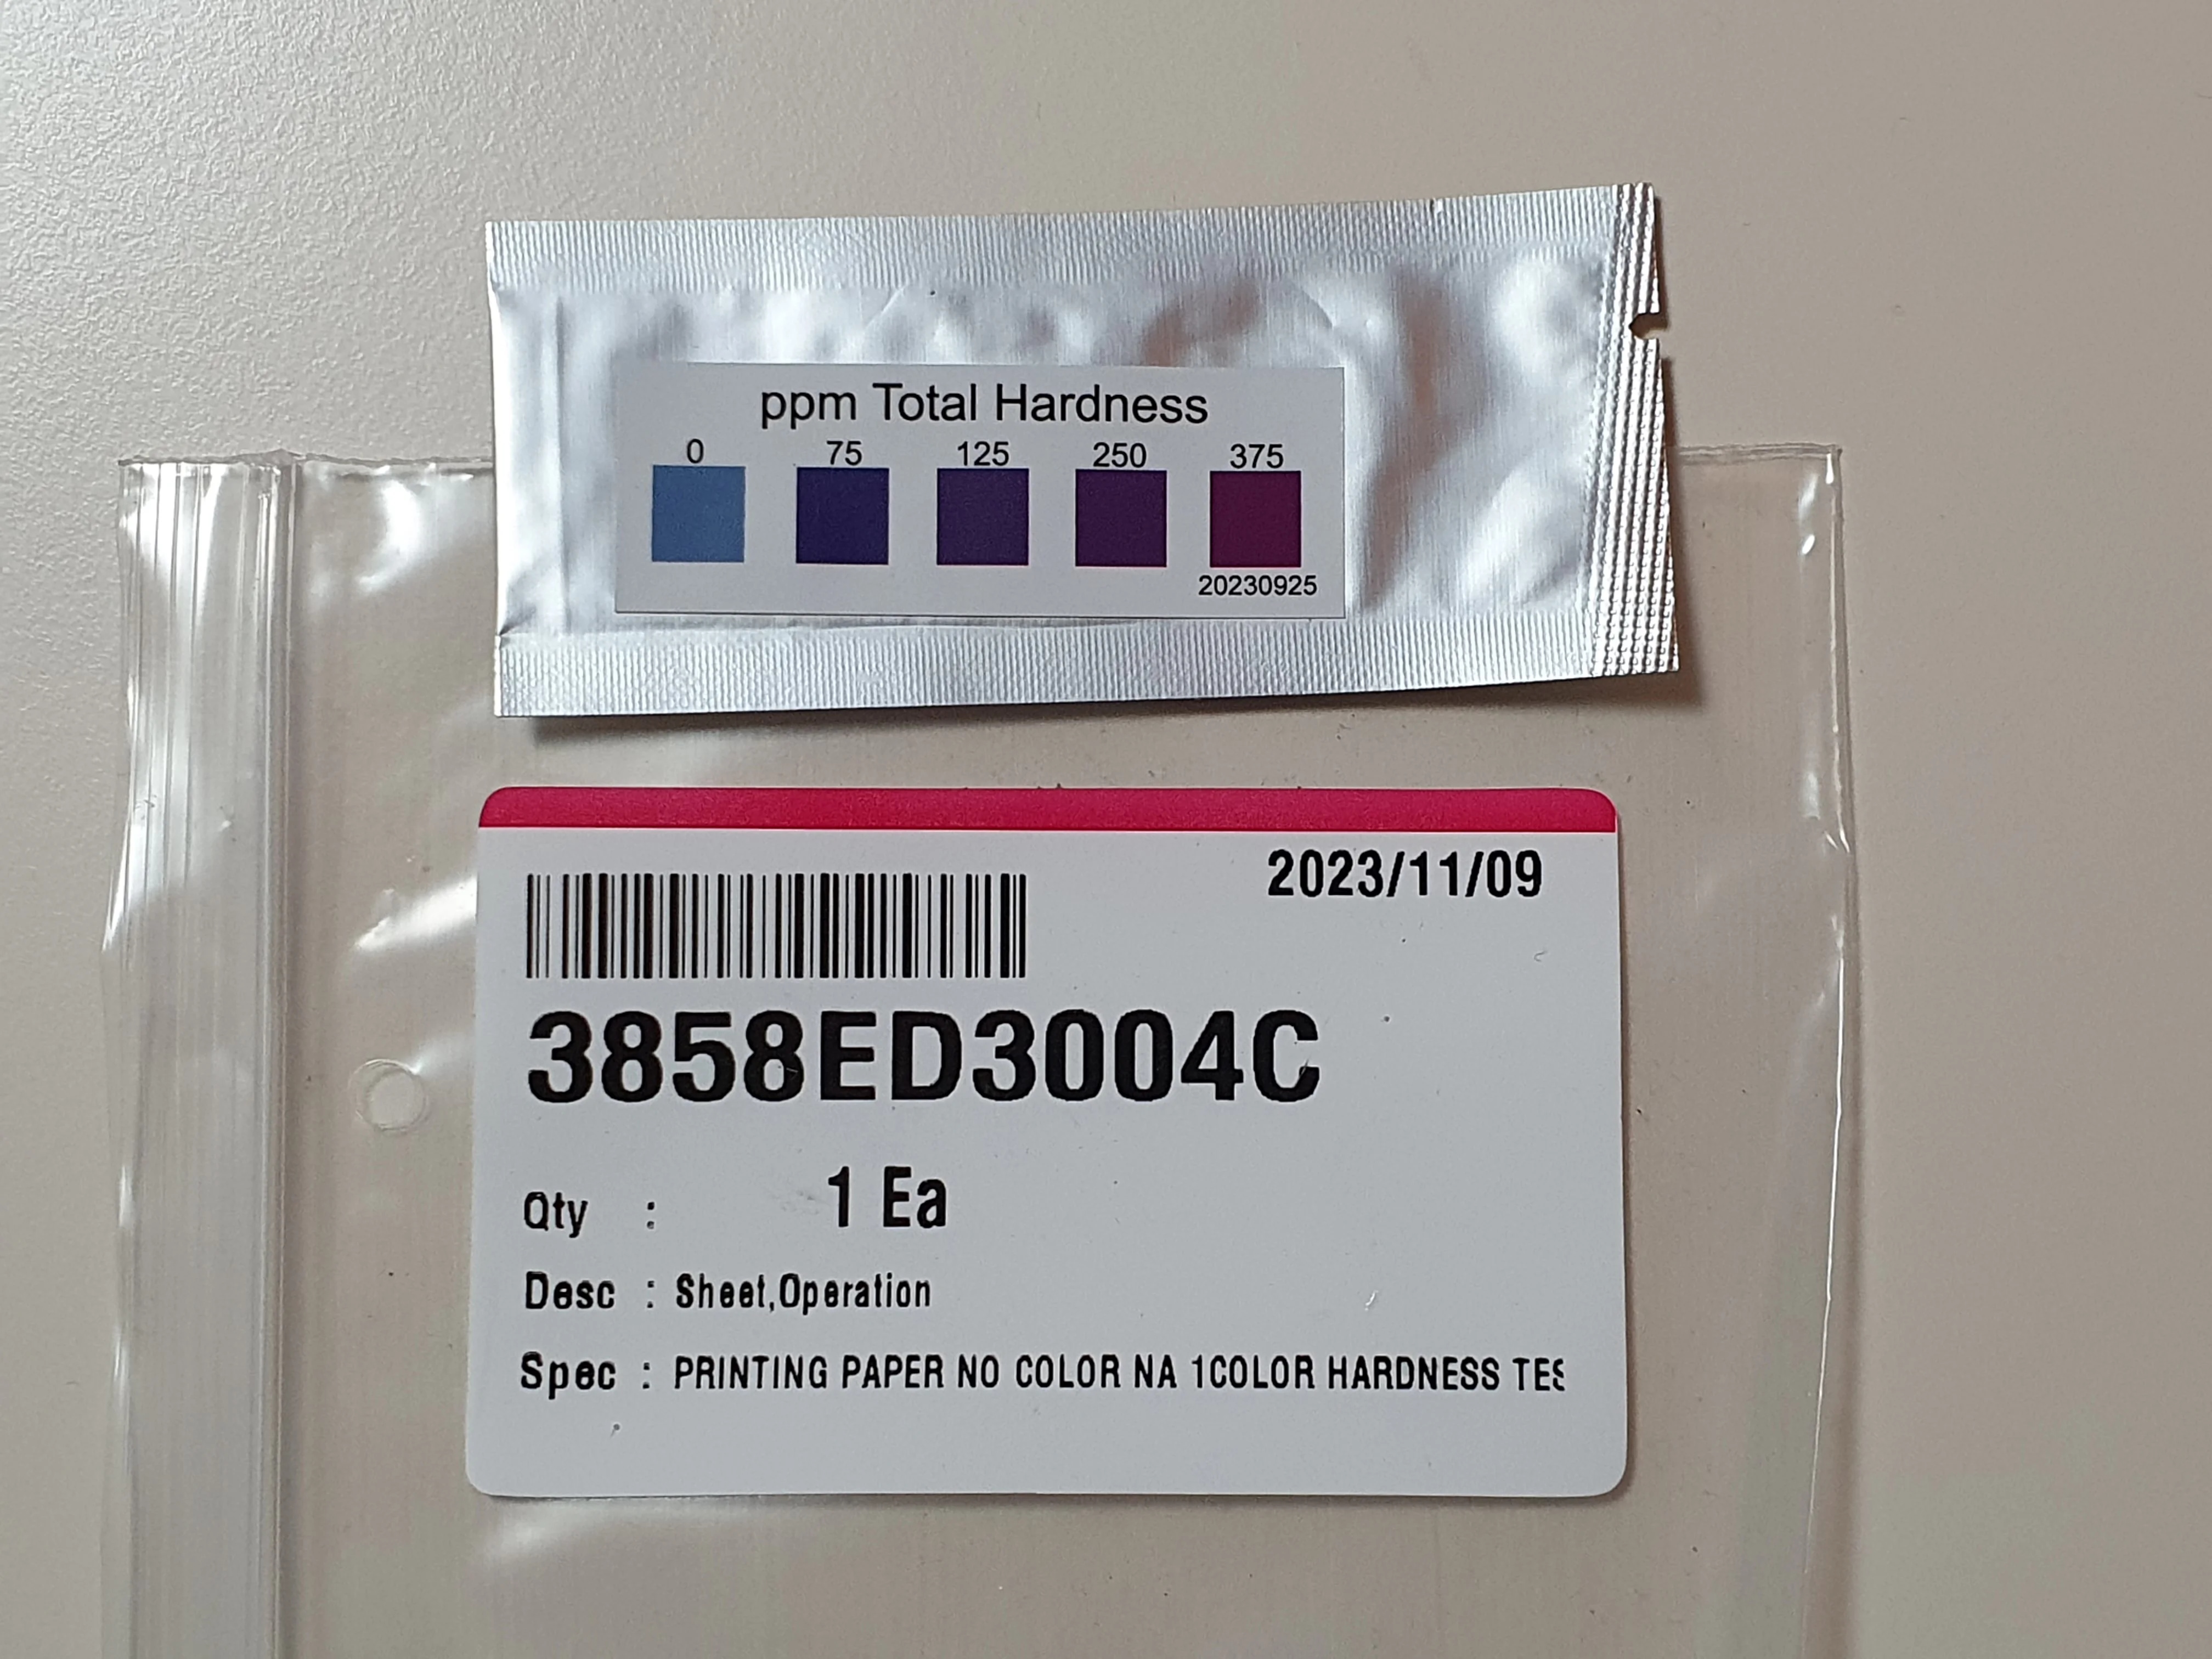 ppm Total Hardness
0 75 125 250 375
20230925
2023/11/09
3858ED3004C
Qty : 1 Ea
Desc : Sheet,Operation
Spec : PRINTING PAPER NO COLOR NA 1COLOR HARDNESS TES